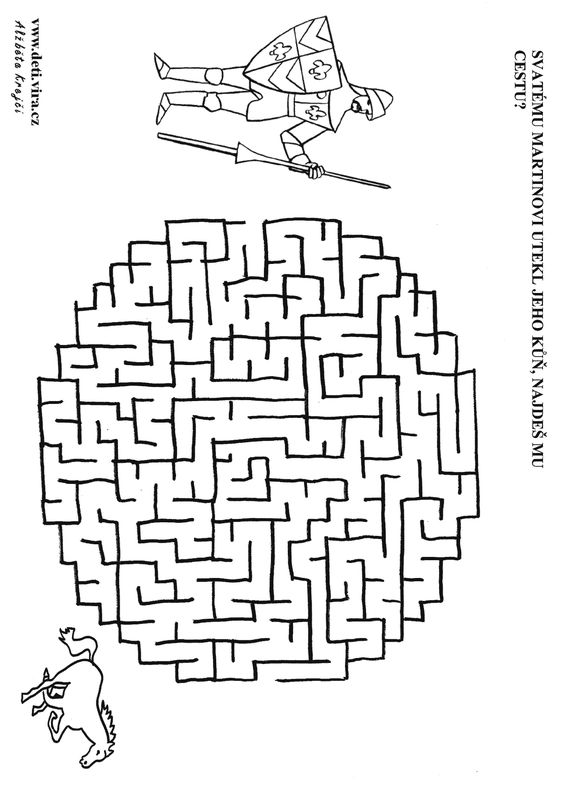 SVATÉMU MARTINOVI UTEKL JEHO KŮŇ, NAJDEŠ MU
CESTU?
www.deti.vira.cz
Alžběta Krejčí